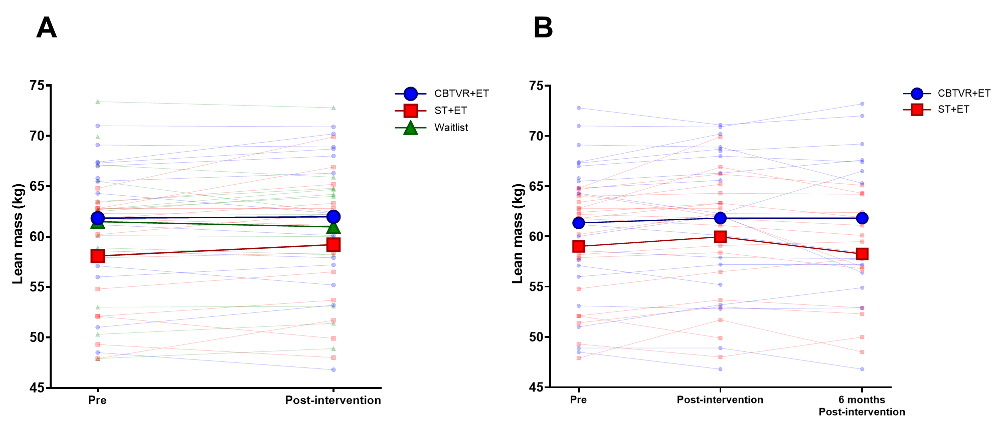 A
75
70
65
60
55
50
45
Lean mass (kg)
Pre
Post-intervention
CBTVR+ET
ST+ET
Waitlist
B
75
70
65
60
55
50
45
Lean mass (kg)
Pre
Post-intervention
6 months
Post-intervention
CBTVR+ET
ST+ET